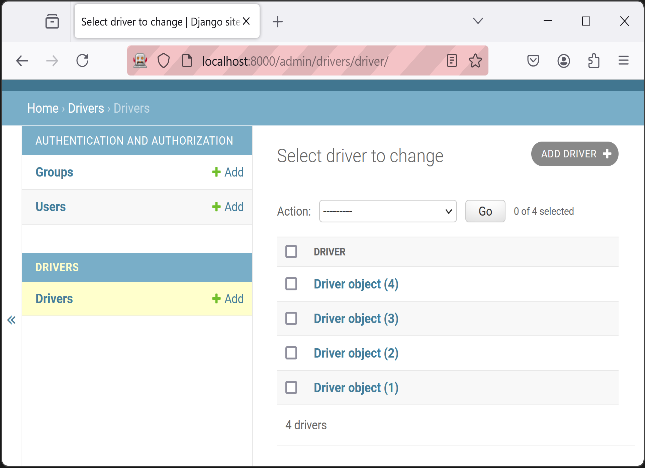 Select driver to change | Django site
localhost:8000/admin/drivers/driver/
Home › Drivers › Drivers
AUTHENTICATION AND AUTHORIZATION
Groups Add
Users Add
DRIVERS
Drivers Add
Select driver to change
ADD DRIVER
Action: --------- Go 0 of 4 selected
DRIVER
Driver object (4)
Driver object (3)
Driver object (2)
Driver object (1)
4 drivers